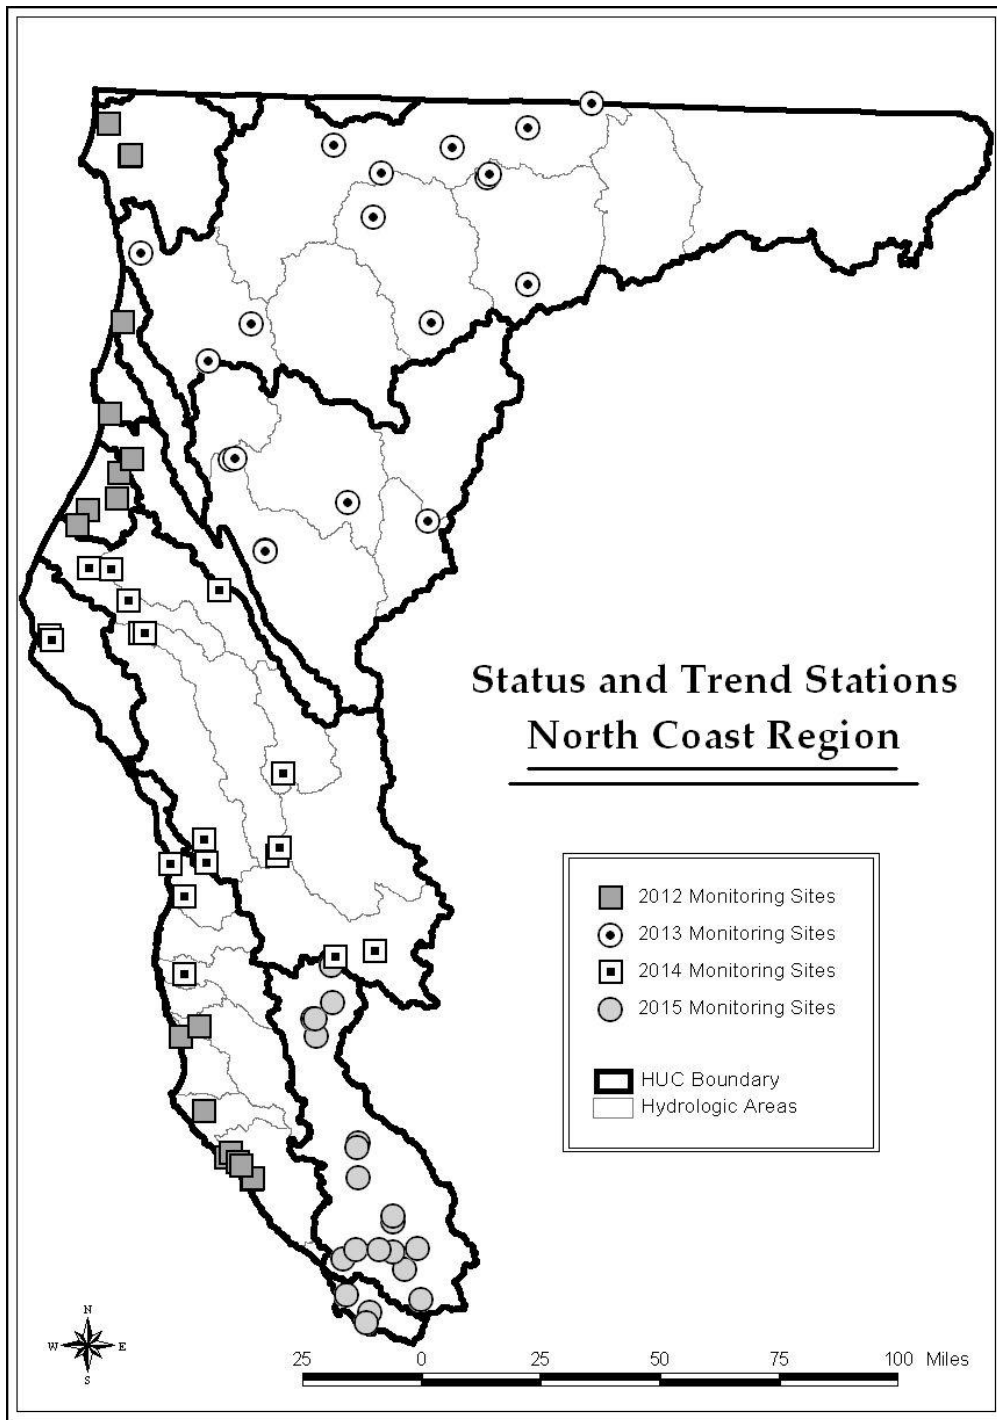 Status and Trend Stations
North Coast Region
2012 Monitoring Sites
2013 Monitoring Sites
2014 Monitoring Sites
2015 Monitoring Sites
HUC Boundary
Hydrologic Areas
N
W E
S
25 0 25 50 75 100 Miles